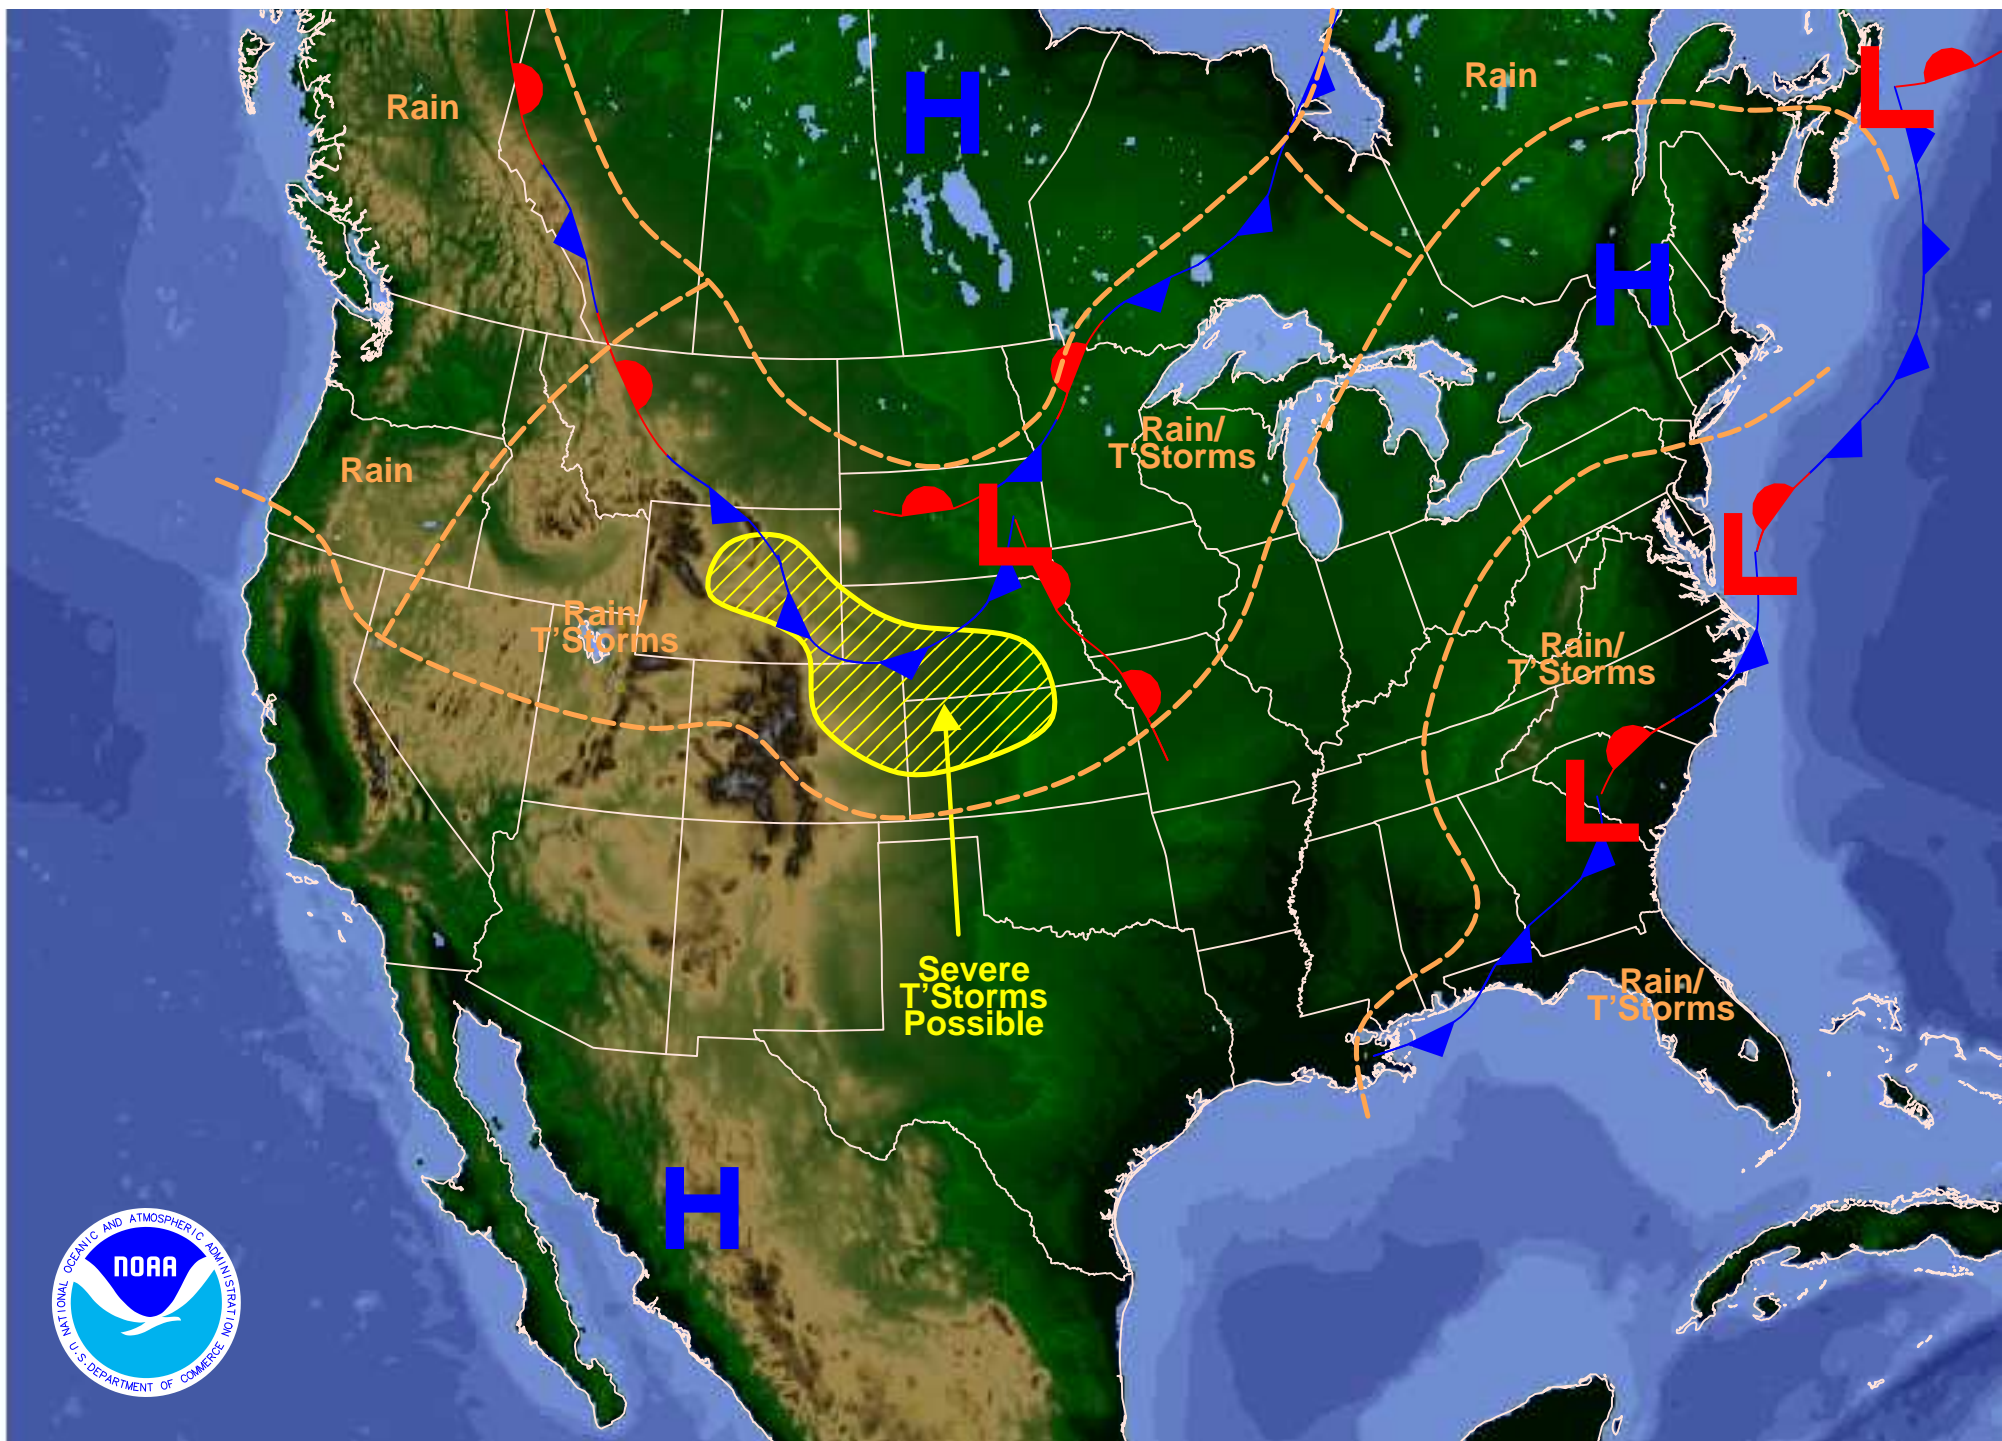 Rain
H
Rain
L
H
Rain
Rain/
T'Storms
L
L
Rain/
T'Storms
Rain/
T'Storms
L
Severe
T'Storms
Possible
Rain/
T'Storms
H
NATIONAL OCEANIC AND ATMOSPHERIC ADMINISTRATION
NOAA
U.S. DEPARTMENT OF COMMERCE